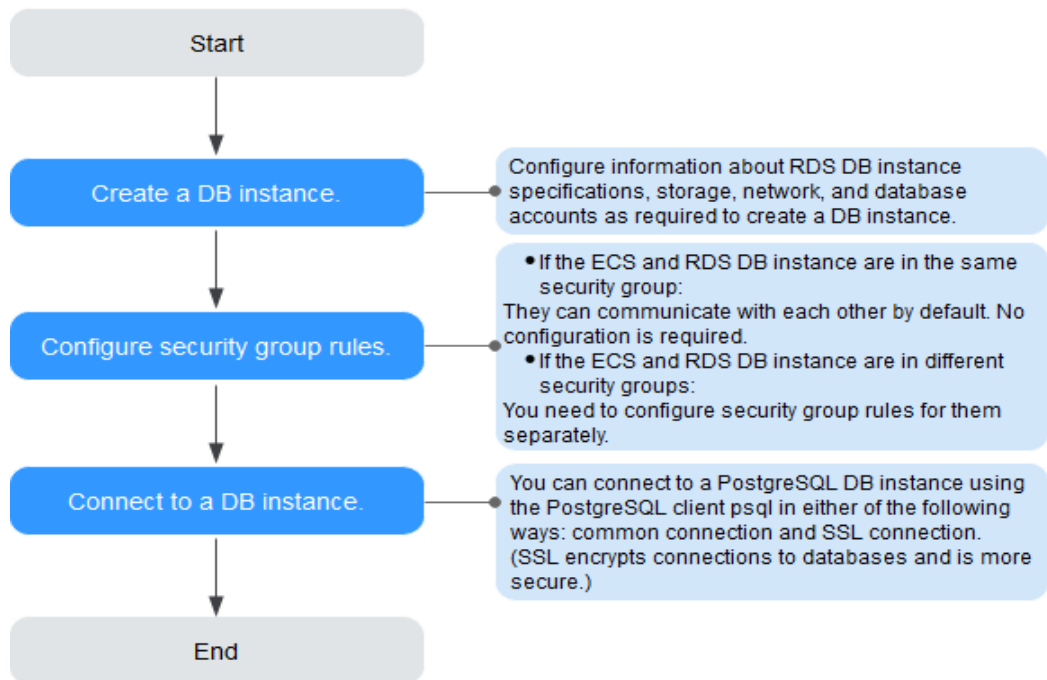 Start
Create a DB instance.
Configure information about RDS DB instance
specifications, storage, network, and database
accounts as required to create a DB instance.
Configure security group rules.
• If the ECS and RDS DB instance are in the same
security group:
They can communicate with each other by default. No
configuration is required.
• If the ECS and RDS DB instance are in different
security groups:
You need to configure security group rules for them
separately.
Connect to a DB instance.
You can connect to a PostgreSQL DB instance using
the PostgreSQL client psql in either of the following
ways: common connection and SSL connection.
(SSL encrypts connections to databases and is more
secure.)
End